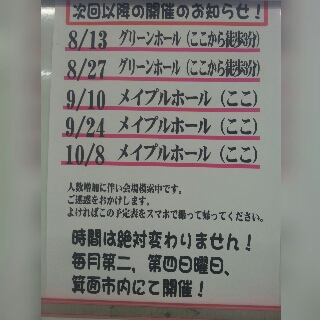 次回以降の開催のお知らせ！
8/13 グリーンホール（ここから徒歩3分）
8/27 グリーンホール（ここから徒歩3分）
9/10 メイプルホール（ここ）
9/24 メイプルホール（ここ）
10/8 メイプルホール（ここ）
人数増加に伴い会場模索中です。
ご迷惑をおかけします。
よければこの予定表をスマホで撮って帰ってください。
時間は絶対変わりません！
毎月第二、第四日曜日、
箕面市内にて開催！